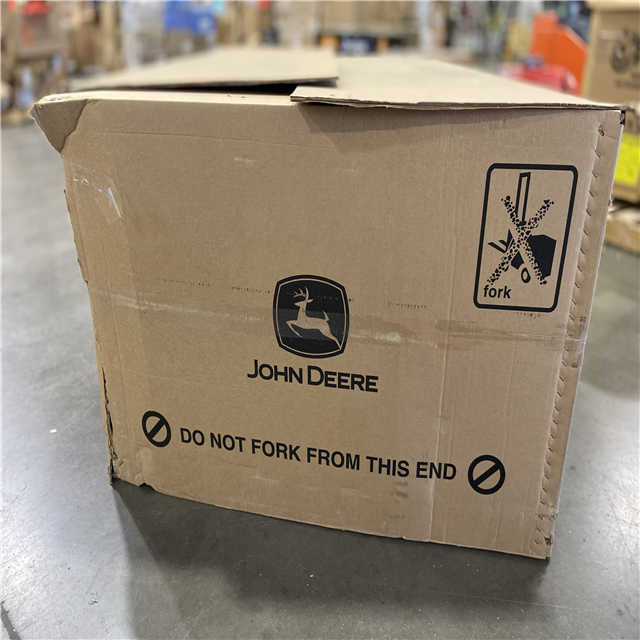 fork
JOHN DEERE
DO NOT FORK FROM THIS END